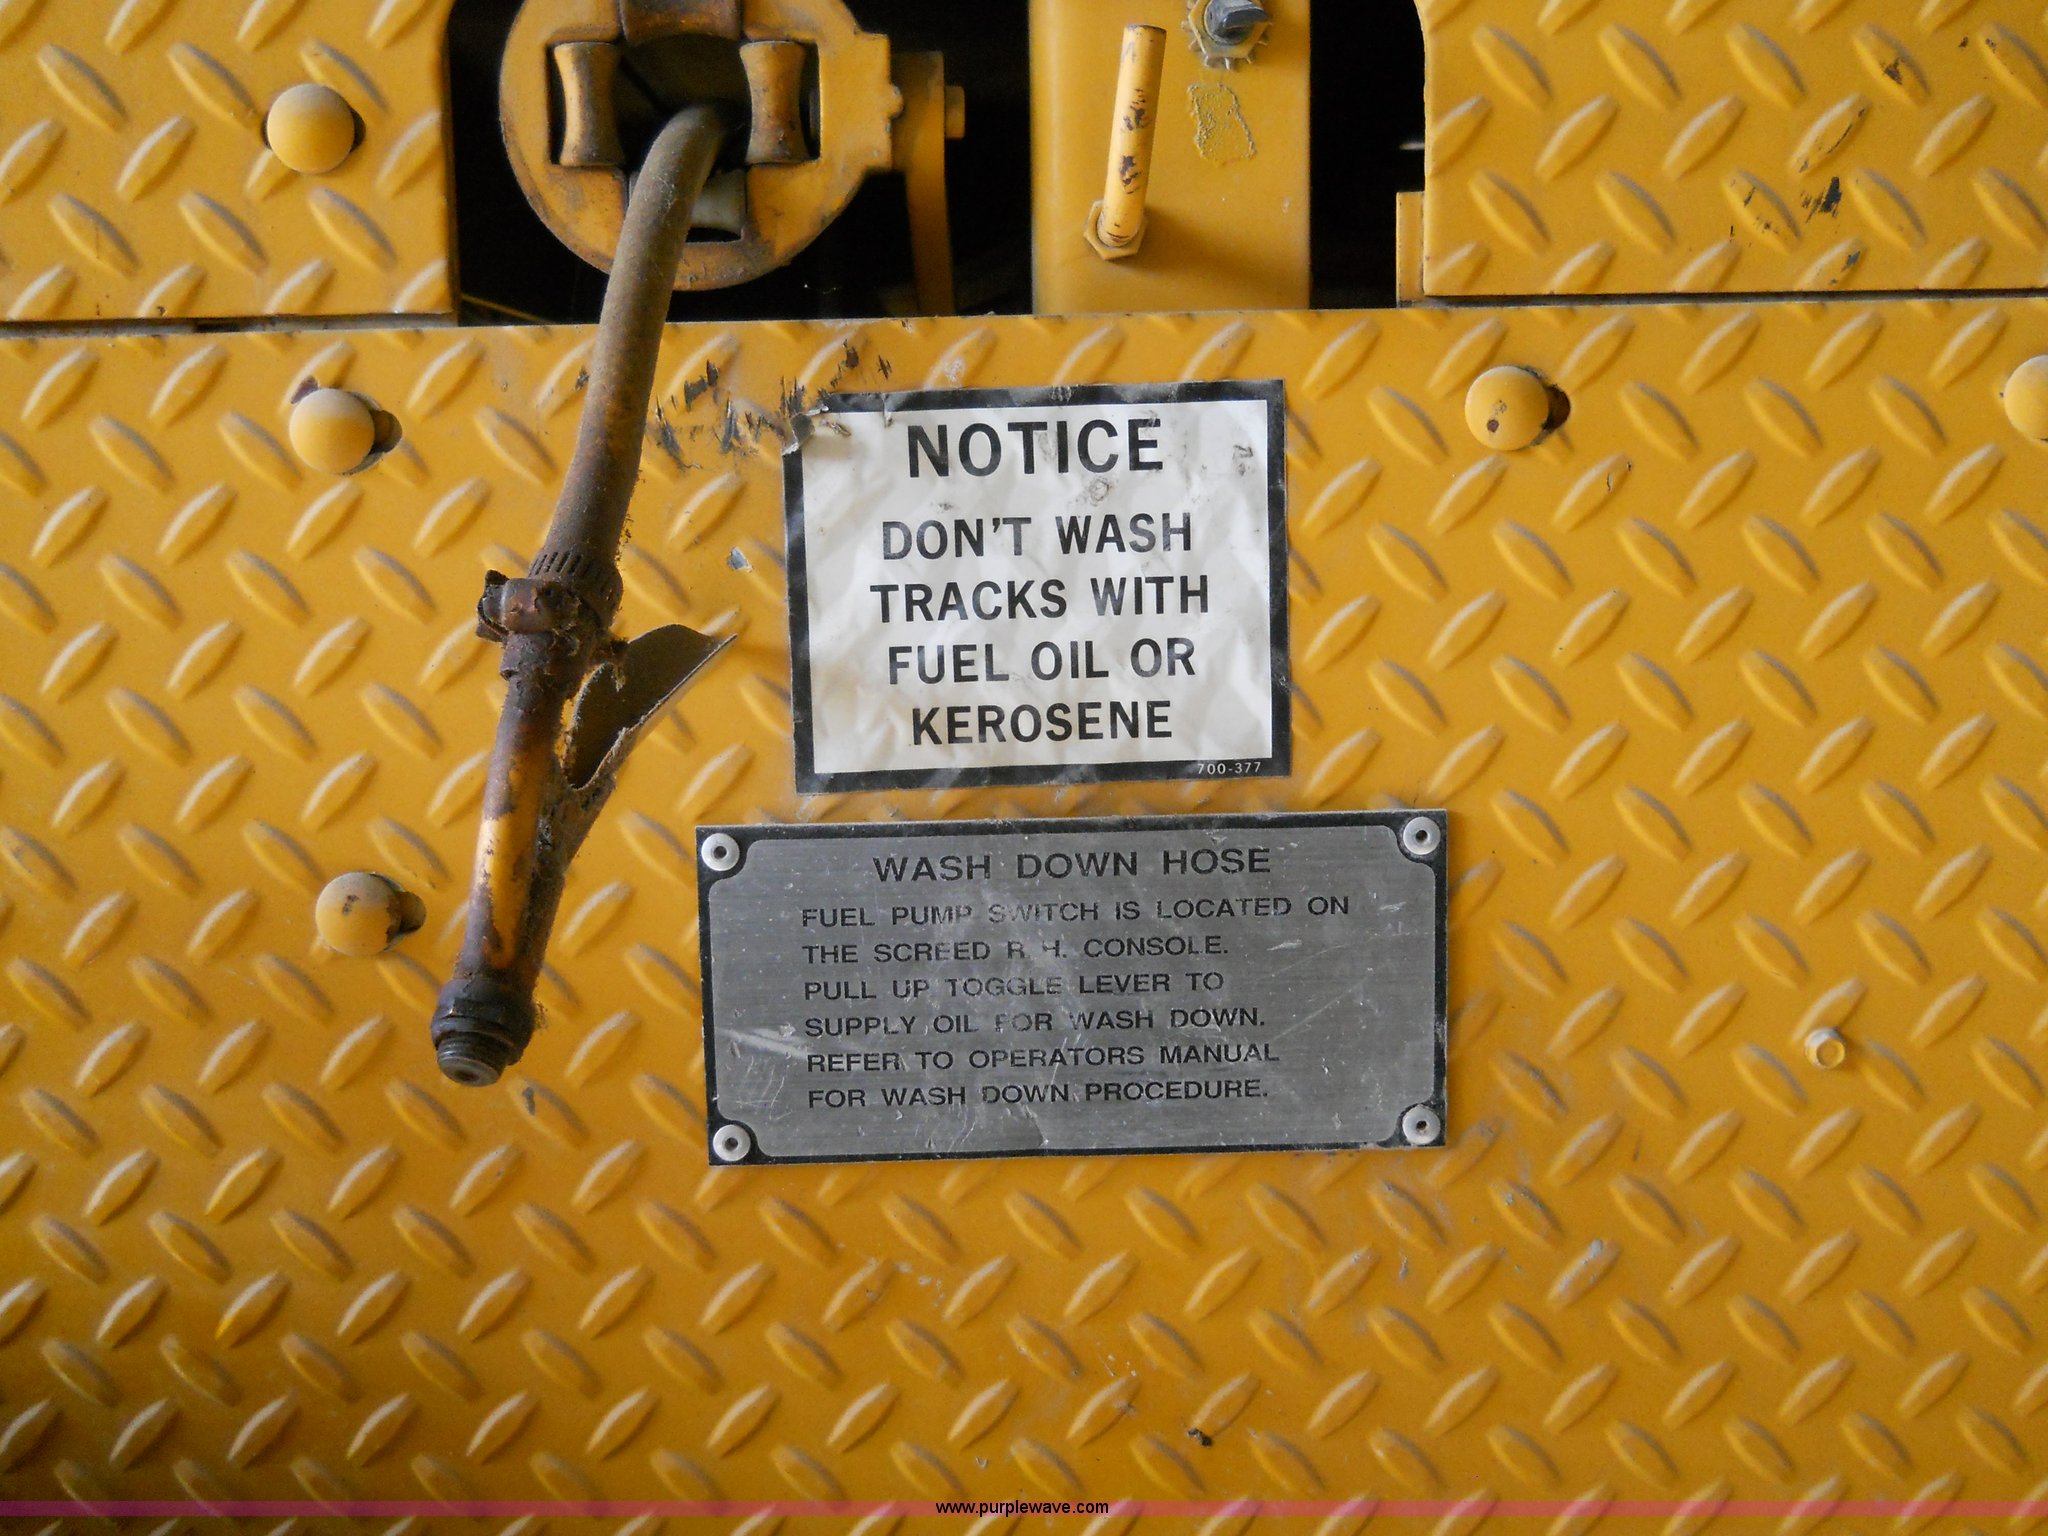 NOTICE
DON'T WASH
TRACKS WITH
FUEL OIL OR
KEROSENE
700-377
WASH DOWN HOSE
FUEL PUMP SWITCH IS LOCATED ON
THE SCREED R.H. CONSOLE.
PULL UP TOGGLE LEVER TO
SUPPLY OIL FOR WASH DOWN.
REFER TO OPERATORS MANUAL
FOR WASH DOWN PROCEDURE.
www.purplewave.com